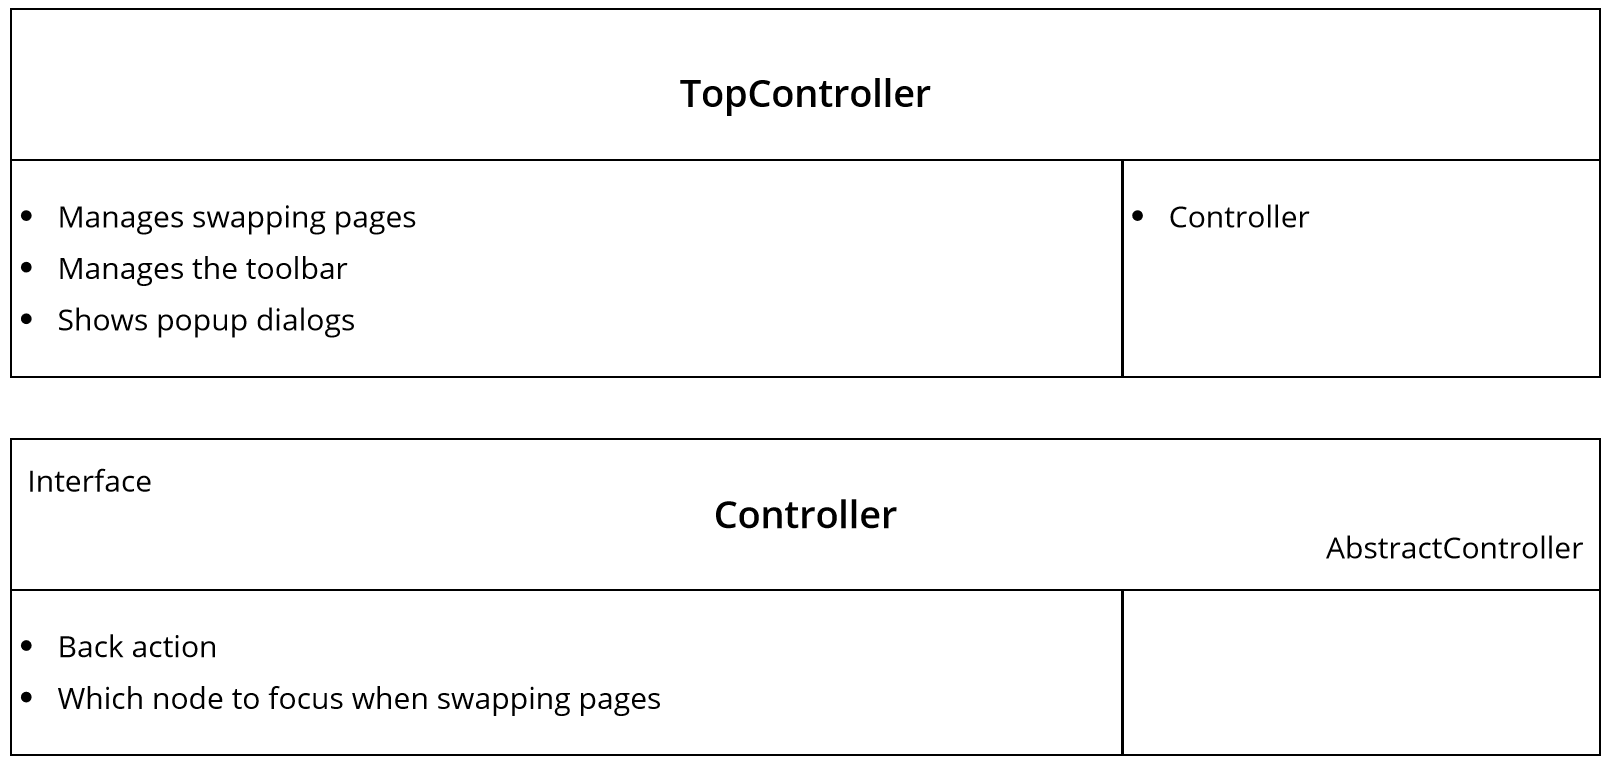 TopController
Manages swapping pages
Controller
Manages the toolbar
Shows popup dialogs
Interface
Controller
AbstractController
Back action
Which node to focus when swapping pages